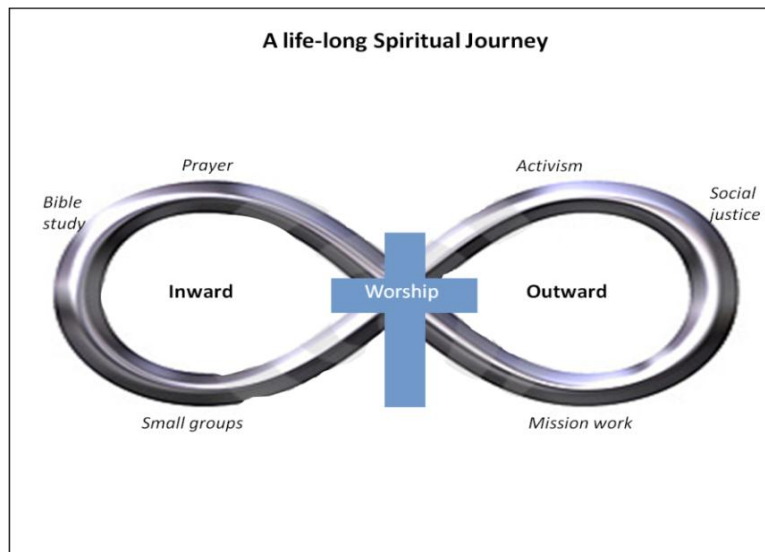 A life-long Spiritual Journey
Prayer
Activism
Bible
study
Social
justice
Inward
Worship
Outward
Small groups
Mission work